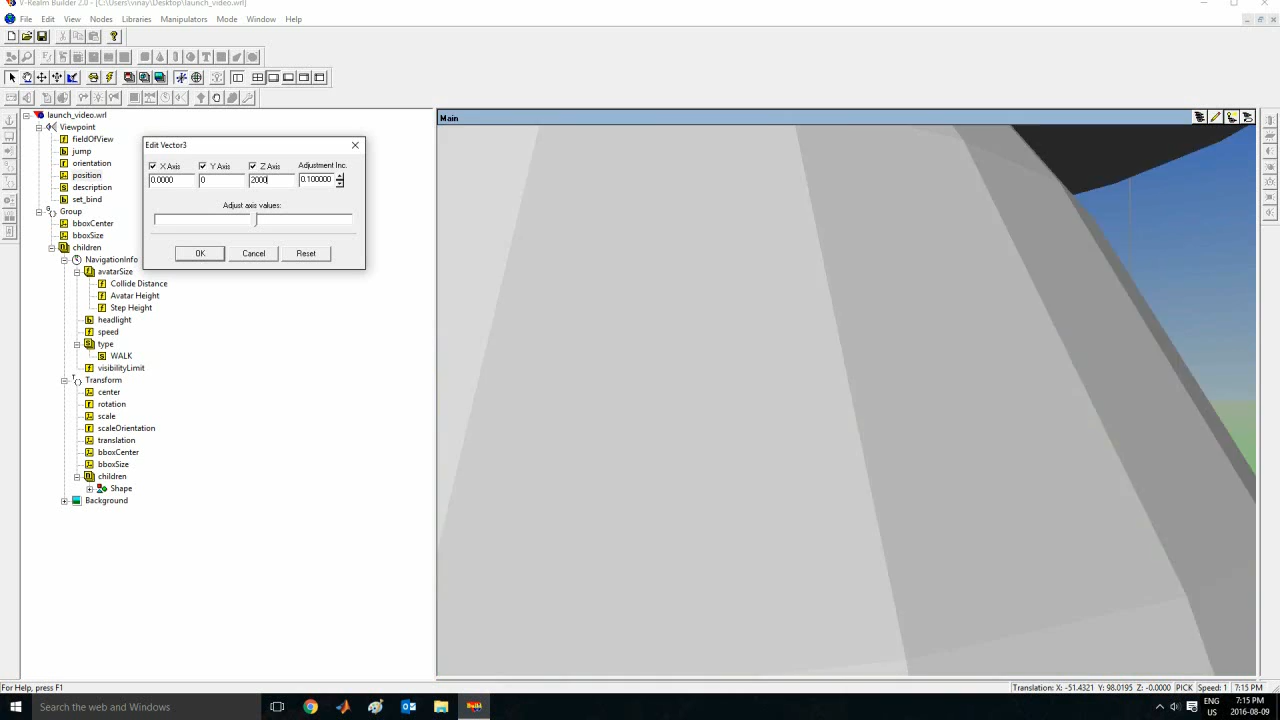 V-Realm Builder 2.0 - [C:\Users\vinay\Desktop\launch_video.wrl]
File Edit View Nodes Libraries Manipulators Mode Window Help
launch_video.wrl
Viewpoint
fieldOfView
jump
orientation
position
description
set_bind
Group
bboxCenter
bboxSize
children
NavigationInfo
avatarSize
Collide Distance
Avatar Height
Step Height
headlight
speed
type
WALK
visibilityLimit
Transform
center
rotation
scale
scaleOrientation
translation
bboxCenter
bboxSize
children
Shape
Background
Edit Vector3
X Axis Y Axis Z Axis Adjustment Inc.
0.0000 0 2000 0.100000
Adjust axis values:
OK Cancel Reset
Main
For Help, press F1
Translation: X: -51.4321 Y: 98.0195 Z: -0.0000 PICK Speed: 1 7:15 PM
Search the web and Windows
ENG
US
7:15 PM
2016-08-09